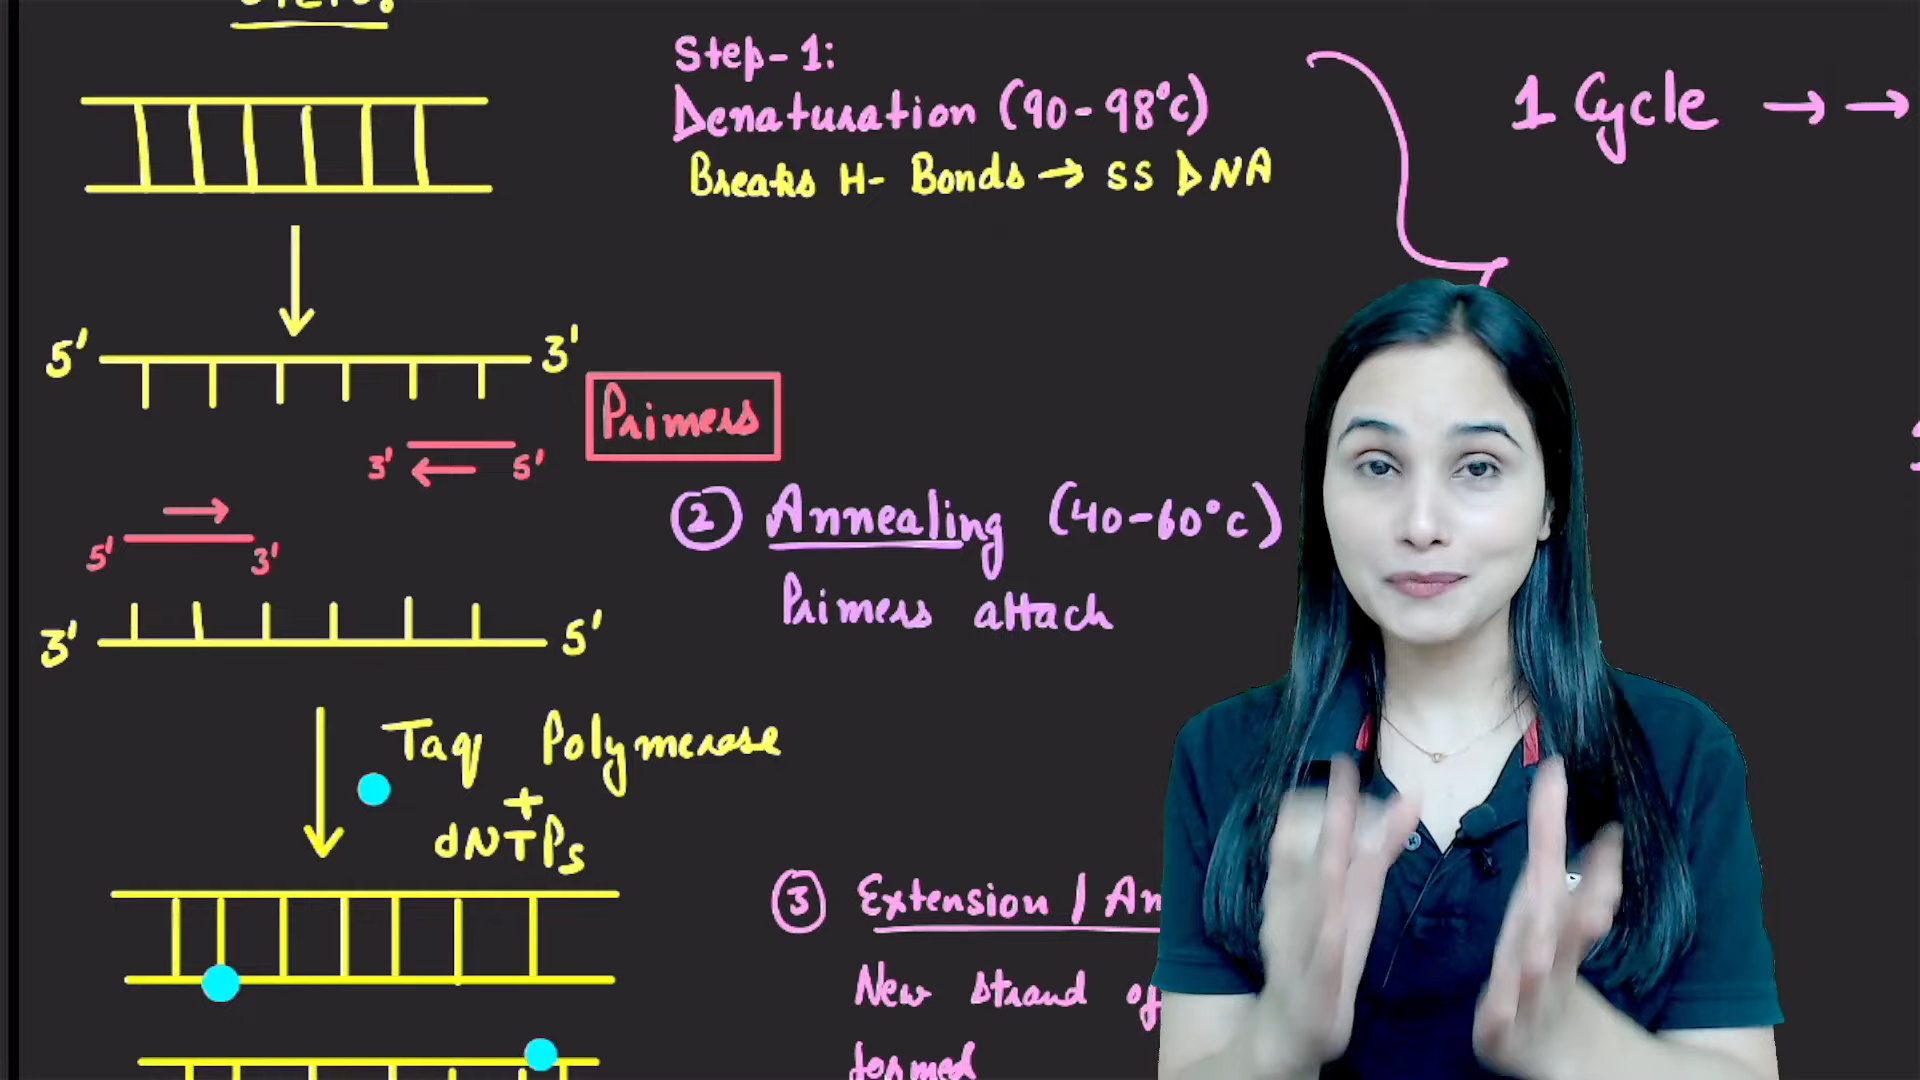 Step-1:
Denaturation (90-98°c)
Breaks H- Bonds → SS DNA
1 Cycle → →
5' 3'
Primers
3' ← 5'
→
5' 3'
② Annealing (40-60°c)
Primers attach
3' 5'
Taq Polymerase
+
dNTPs
③ Extension / An
New strand of
formed